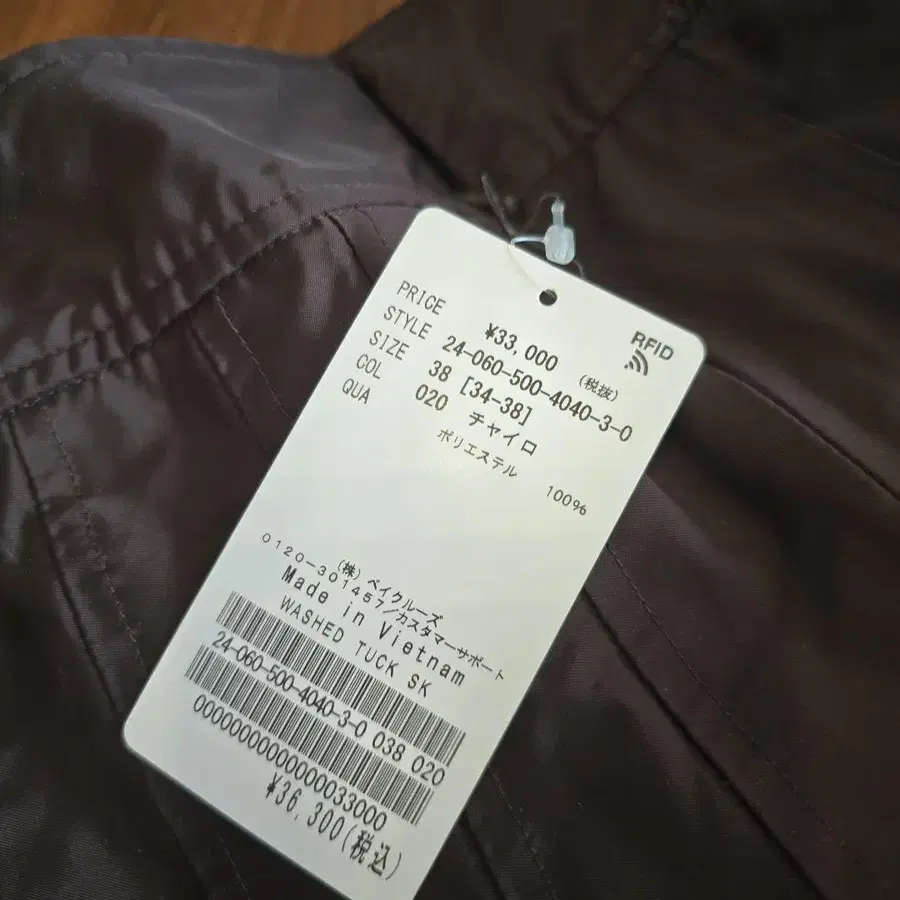 RFID
PRICE ¥33,000 (税抜)
STYLE 24-060-500-4040-3-0
SIZE 38 [34-38]
COL 020 チャイロ
QUA ポリエステル 100%
(株) ベイクルーズ
0120-301457/カスタマーサポート
Made in Vietnam
WASHED TUCK SK
24-060-500-4040-3-0 038 020
0000000000000033000
¥36,300(税込)